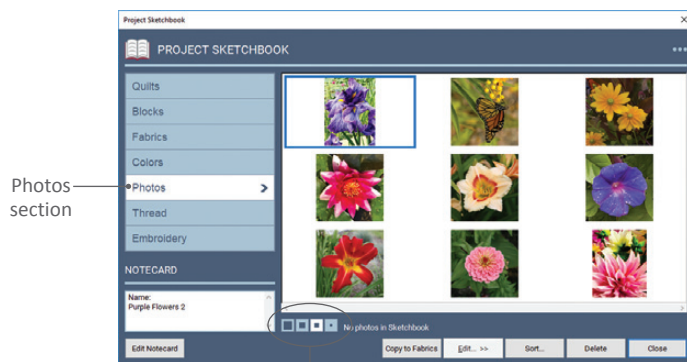 Project Sketchbook
PROJECT SKETCHBOOK
Quilts
Blocks
Fabrics
Colors
Photos
Thread
Embroidery
Photos
section
NOTECARD
Name:
Purple Flowers 2
No photos in Sketchbook
Edit Notecard
Copy to Fabrics
Edit... >>
Sort...
Delete
Close